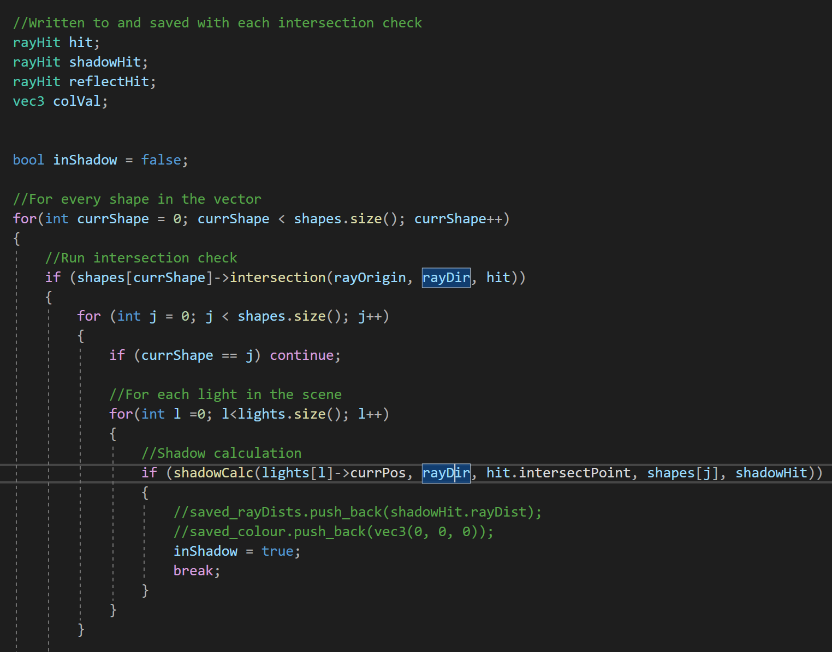 //Written to and saved with each intersection check
rayHit hit;
rayHit shadowHit;
rayHit reflectHit;
vec3 colVal;
bool inShadow = false;
//For every shape in the vector
for(int currShape = 0; currShape < shapes.size(); currShape++)
{
//Run intersection check
if (shapes[currShape]->intersection(rayOrigin, rayDir, hit))
{
for (int j = 0; j < shapes.size(); j++)
{
if (currShape == j) continue;
//For each light in the scene
for(int l =0; l<lights.size(); l++)
{
//Shadow calculation
if (shadowCalc(lights[l]->currPos, rayDir, hit.intersectPoint, shapes[j], shadowHit))
{
//saved_rayDists.push_back(shadowHit.rayDist);
//saved_colour.push_back(vec3(0, 0, 0));
inShadow = true;
break;
}
}
}